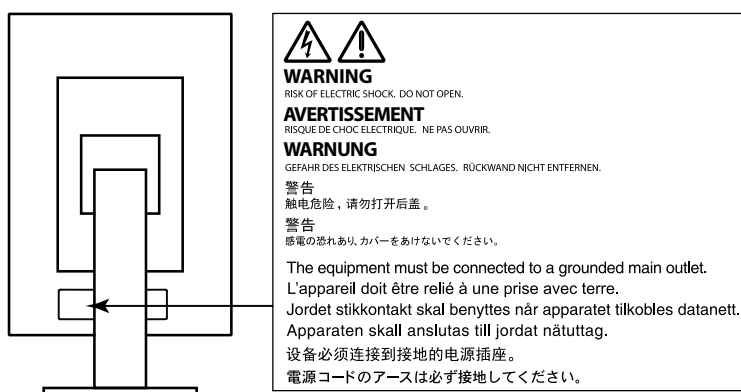 WARNING
RISK OF ELECTRIC SHOCK. DO NOT OPEN.
AVERTISSEMENT
RISQUE DE CHOC ELECTRIQUE. NE PAS OUVRIR.
WARNUNG
GEFAHR DES ELEKTRISCHEN SCHLAGES. RÜCKWAND NICHT ENTFERNEN.
警告
触电危险，请勿打开后盖。
警告
感電の恐れあり、カバーをあけないでください。
The equipment must be connected to a grounded main outlet.
L'appareil doit être relié à une prise avec terre.
Jordet stikkontakt skal benyttes når apparatet tilkobles datanett.
Apparaten skall anslutas till jordat nätuttag.
设备必须连接到接地的电源插座。
電源コードのアースは必ず接地してください。